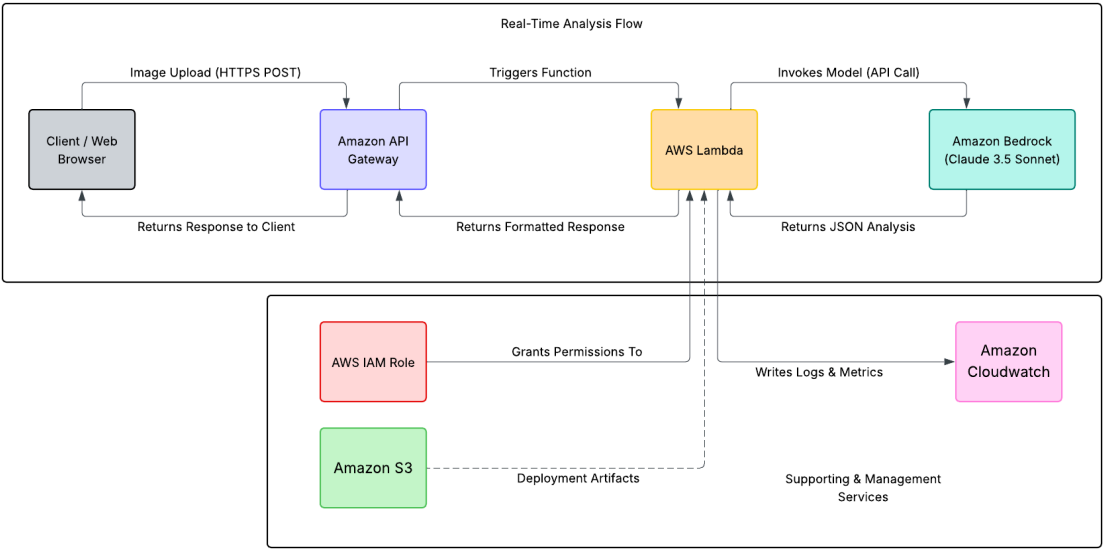 Real-Time Analysis Flow
Image Upload (HTTPS POST)
Triggers Function
Invokes Model (API Call)
Client / Web
Browser
Amazon API
Gateway
AWS Lambda
Amazon Bedrock
(Claude 3.5 Sonnet)
Returns Response to Client
Returns Formatted Response
Returns JSON Analysis
AWS IAM Role
Grants Permissions To
Writes Logs & Metrics
Amazon
Cloudwatch
Amazon S3
Deployment Artifacts
Supporting & Management
Services